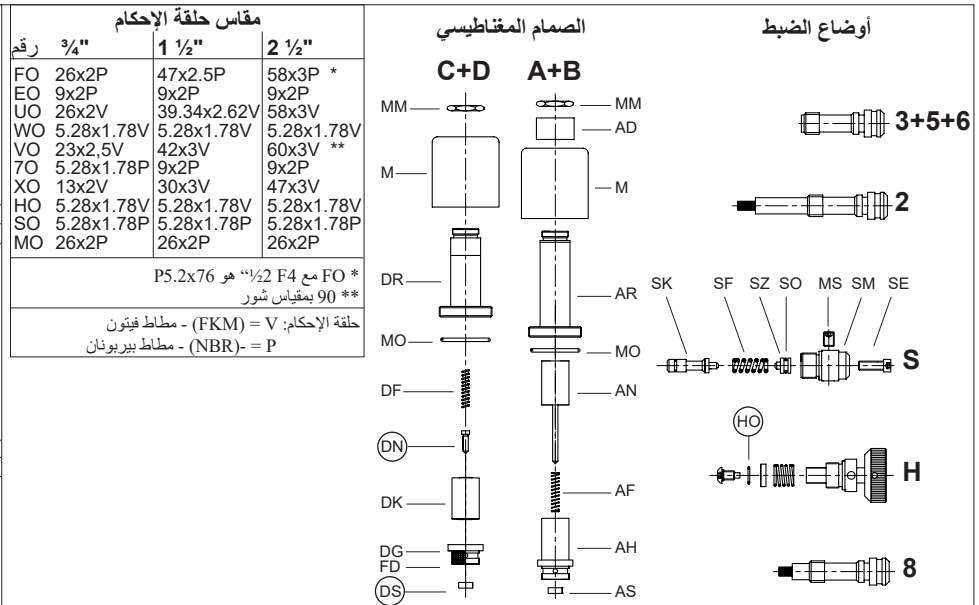 مقاس حلقة الإحكام
رقم ¾" 1 ½" 2 ½"
FO 26x2P 47x2.5P 58x3P *
EO 9x2P 9x2P 9x2P
UO 26x2V 39.34x2.62V 58x3V
WO 5.28x1.78V 5.28x1.78V 5.28x1.78V
VO 23x2,5V 42x3V 60x3V **
7O 5.28x1.78P 9x2P 9x2P
XO 13x2V 30x3V 47x3V
HO 5.28x1.78V 5.28x1.78V 5.28x1.78V
SO 5.28x1.78P 5.28x1.78P 5.28x1.78P
MO 26x2P 26x2P 26x2P
* FO مع F4 2½“ هو P5.2x76
** 90 بمقياس شور
حلقة الإحكام: V = (FKM) - مطاط فيتون
P = -(NBR) - مطاط بيربونان
الصمام المغناطيسي
C+D
MM
M
DR
MO
DF
DN
DK
DG
FD
DS
A+B
MM
AD
M
AR
MO
AN
AF
AH
AS
أوضاع الضبط
3+5+6
2
SK SF SZ SO MS SM SE
S
HO
H
8